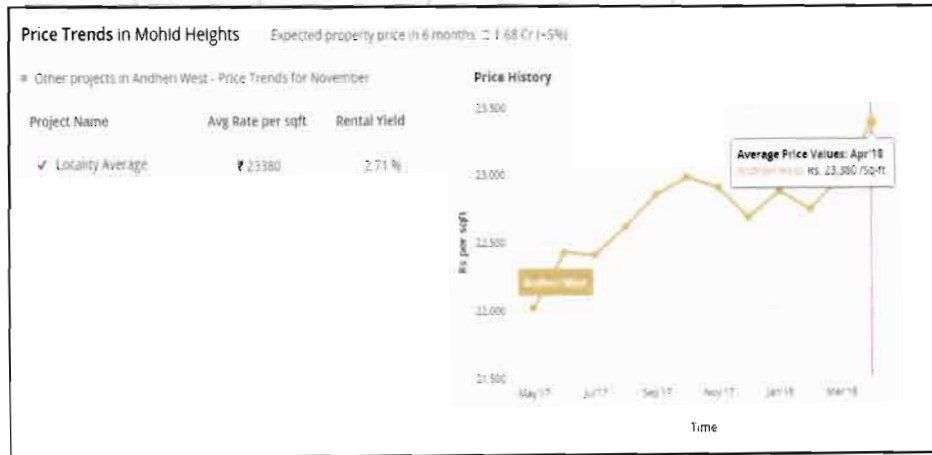 Price Trends in Mohid Heights
Expected property price in 6 months: 1.68 Cr (+5%)
Other projects in Andheri West - Price Trends for November
Project Name Avg Rate per sqft Rental Yield
✓ Locality Average ₹ 23380 2.71 %
Price History
23,500
23,000
22,500
22,000
21,500
Rs per sqft
Average Price Values: Apr'18
Andheri West Rs. 23,380 /Sq-ft
Andheri West
May'17 Jul'17 Sep'17 Nov'17 Jan'18 Mar'18
Time